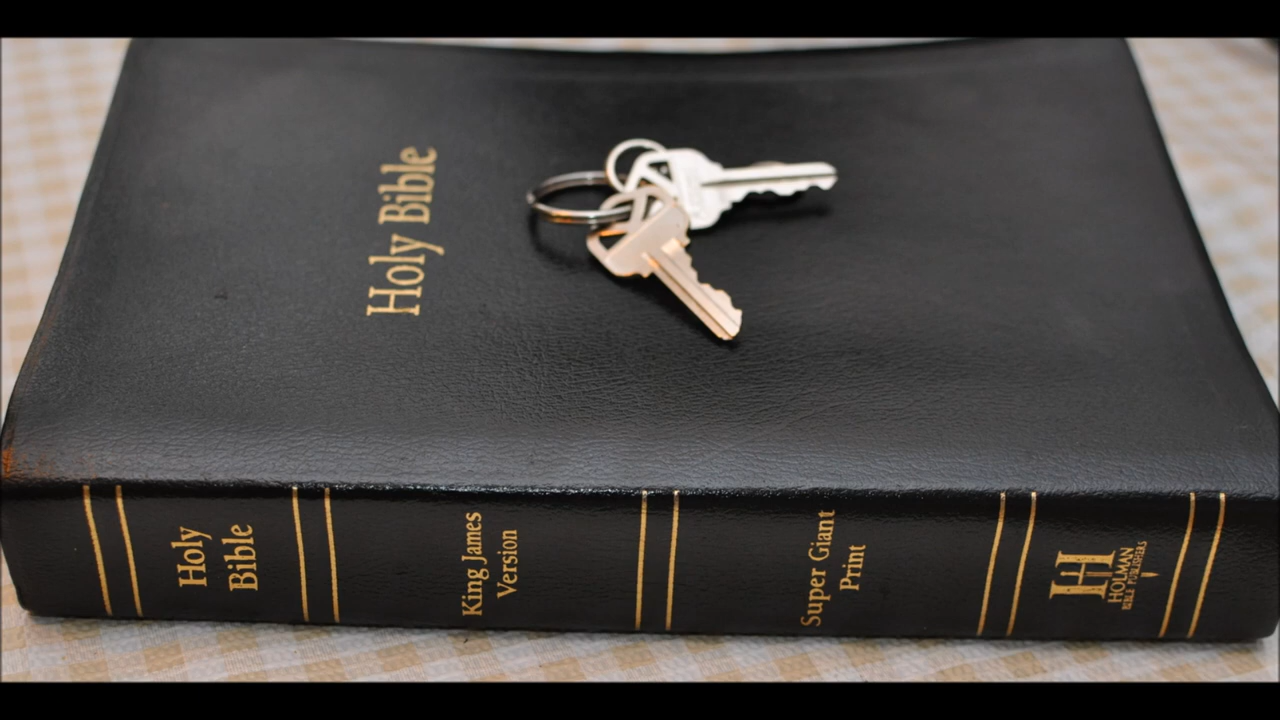 Holy Bible
Holy
Bible
King James
Version
Super Giant
Print
HOLMAN
BIBLE PUBLISHERS